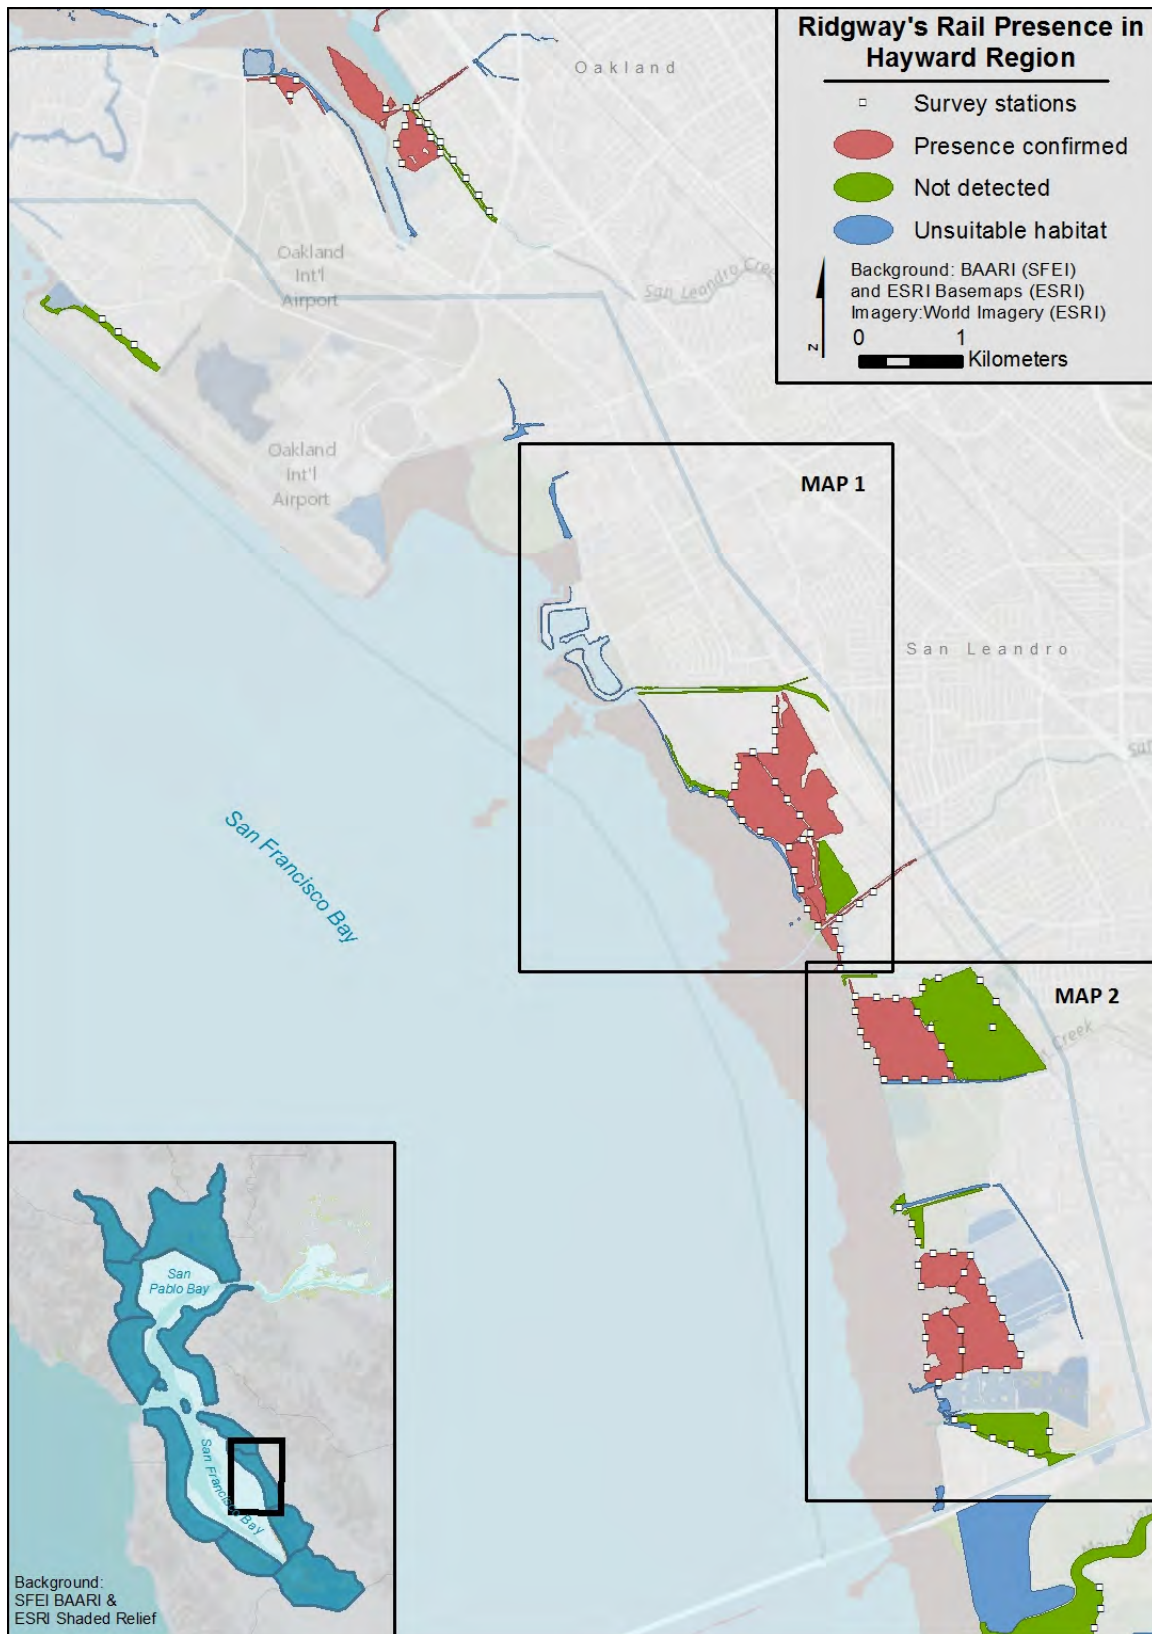 Ridgway's Rail Presence in
Hayward Region
Survey stations
Presence confirmed
Not detected
Unsuitable habitat
Background: BAARI (SFEI)
and ESRI Basemaps (ESRI)
Imagery:World Imagery (ESRI)
N
0 1
Kilometers
Oakland
Oakland
Int'l
Airport
San Leandro Creek
Oakland
Int'l
Airport
MAP 1
San Leandro
San Francisco Bay
MAP 2
Creek
San
Pablo Bay
San Francisco Bay
Background:
SFEI BAARI &
ESRI Shaded Relief